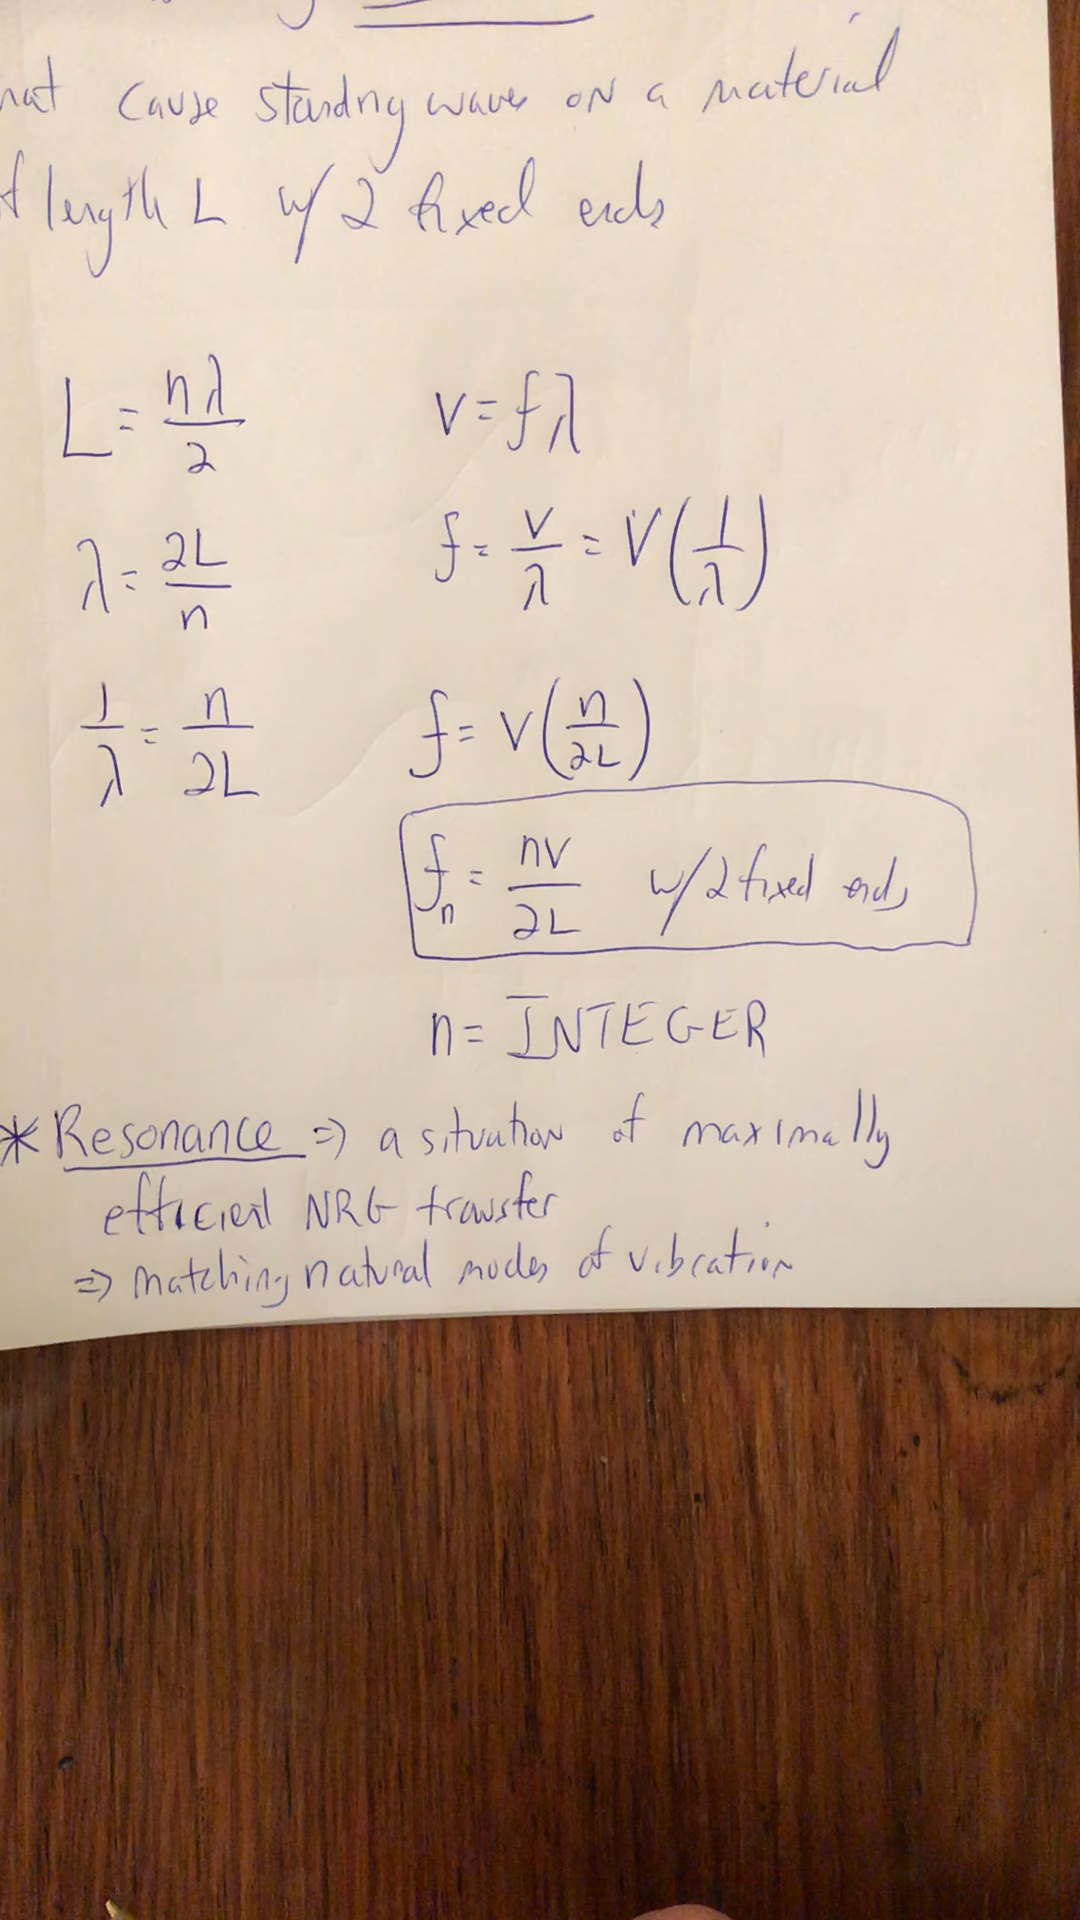 cause standing waves on a material
length L w/ 2 fixed ends
L = nλ/2
λ = 2L/n
1/λ = n/2L
v = fλ
f = v/λ = V(1/λ)
f = v(n/2L)
fₙ = nv/2L w/ 2 fixed ends
n = INTEGER
* Resonance => a situation of maximally
efficient NRG transfer
=> matching natural modes of vibration